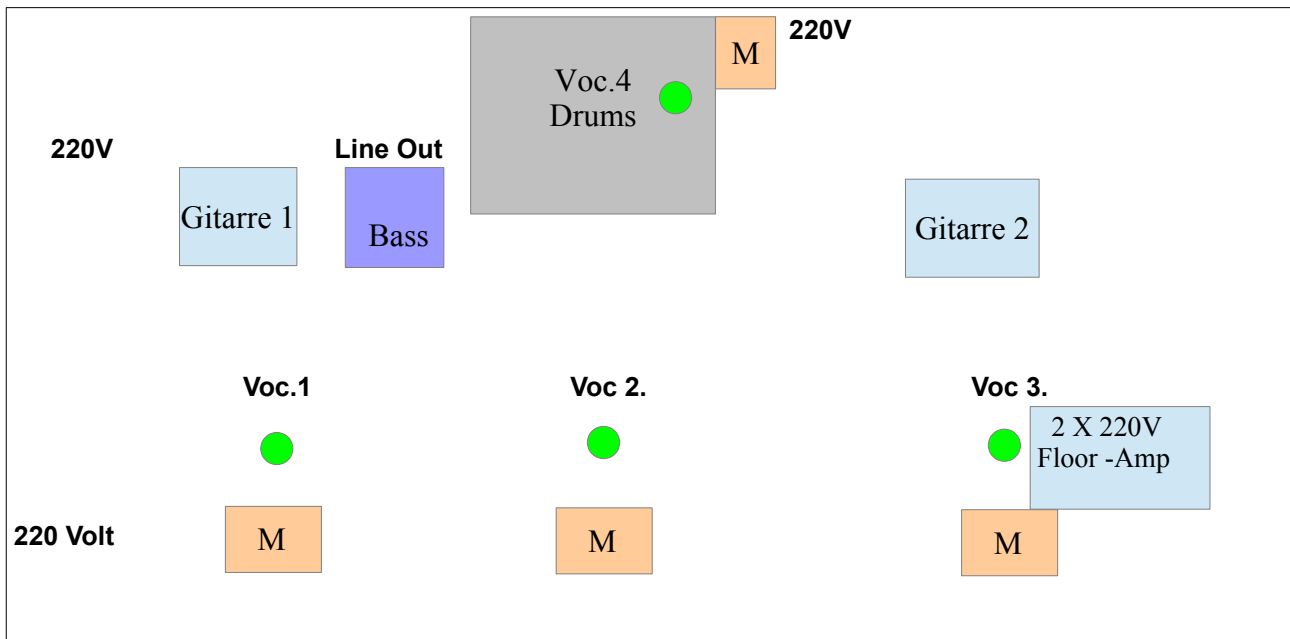 220V
M
Voc.4
Drums
220V
Line Out
Gitarre 1
Bass
Gitarre 2
Voc.1
Voc 2.
Voc 3.
2 X 220V
Floor -Amp
220 Volt
M
M
M